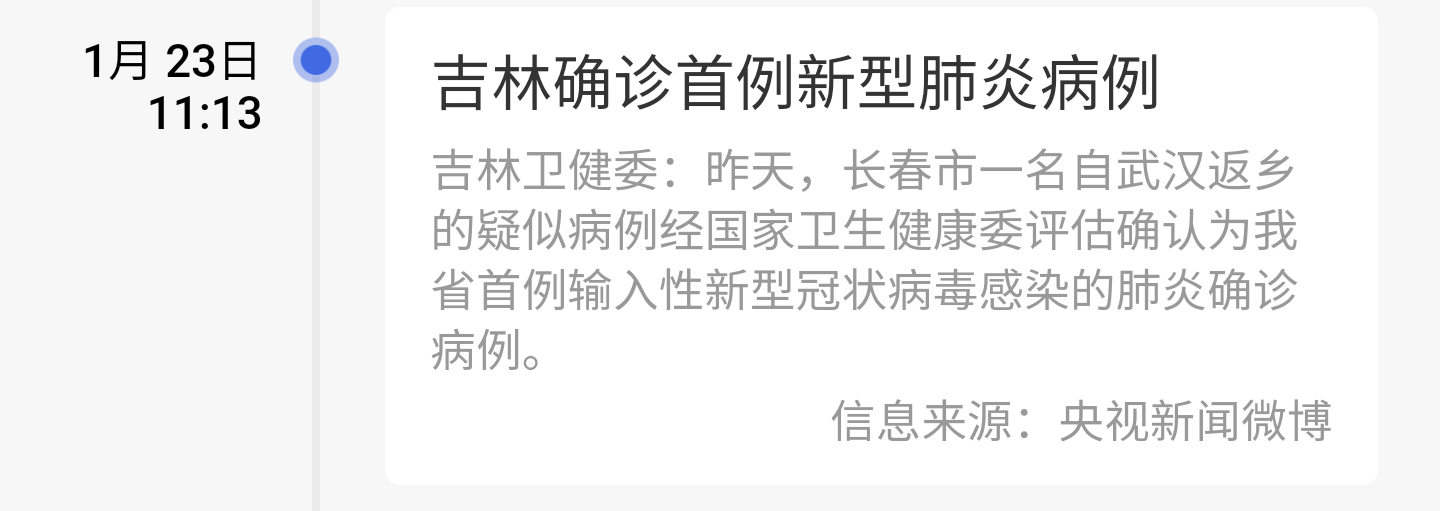 1月 23日
11:13
吉林确诊首例新型肺炎病例
吉林卫健委：昨天，长春市一名自武汉返乡
的疑似病例经国家卫生健康委评估确认为我
省首例输入性新型冠状病毒感染的肺炎确诊
病例。
信息来源：央视新闻微博